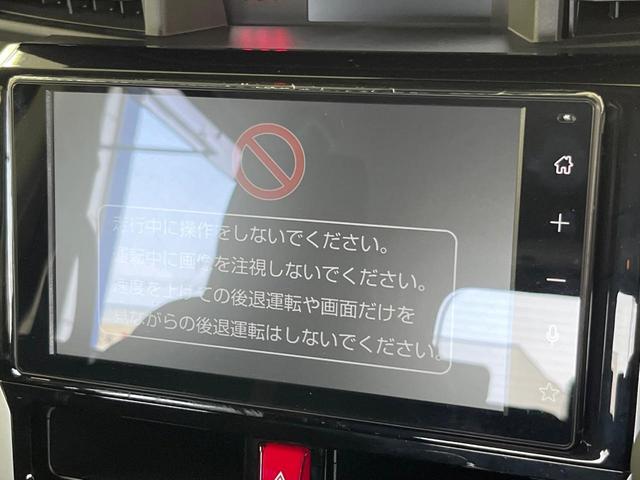 走行中に操作をしないでください。
運転中に画像を注視しないでください。
速度を上げての後退運転や画面だけを
見ながらの後退運転はしないでください。